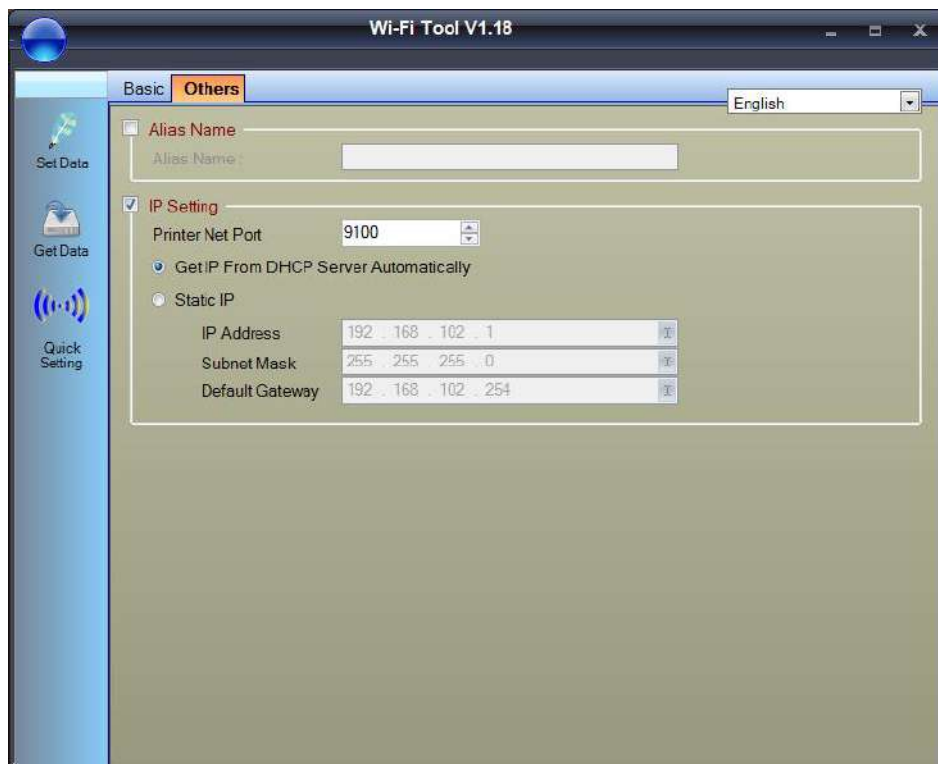 Wi-Fi Tool V1.18
Basic Others
English
Set Data
Get Data
Quick
Setting
Alias Name
Alias Name :
IP Setting
Printer Net Port 9100
Get IP From DHCP Server Automatically
Static IP
IP Address 192 . 168 . 102 . 1
Subnet Mask 255 . 255 . 255 . 0
Default Gateway 192 . 168 . 102 . 254